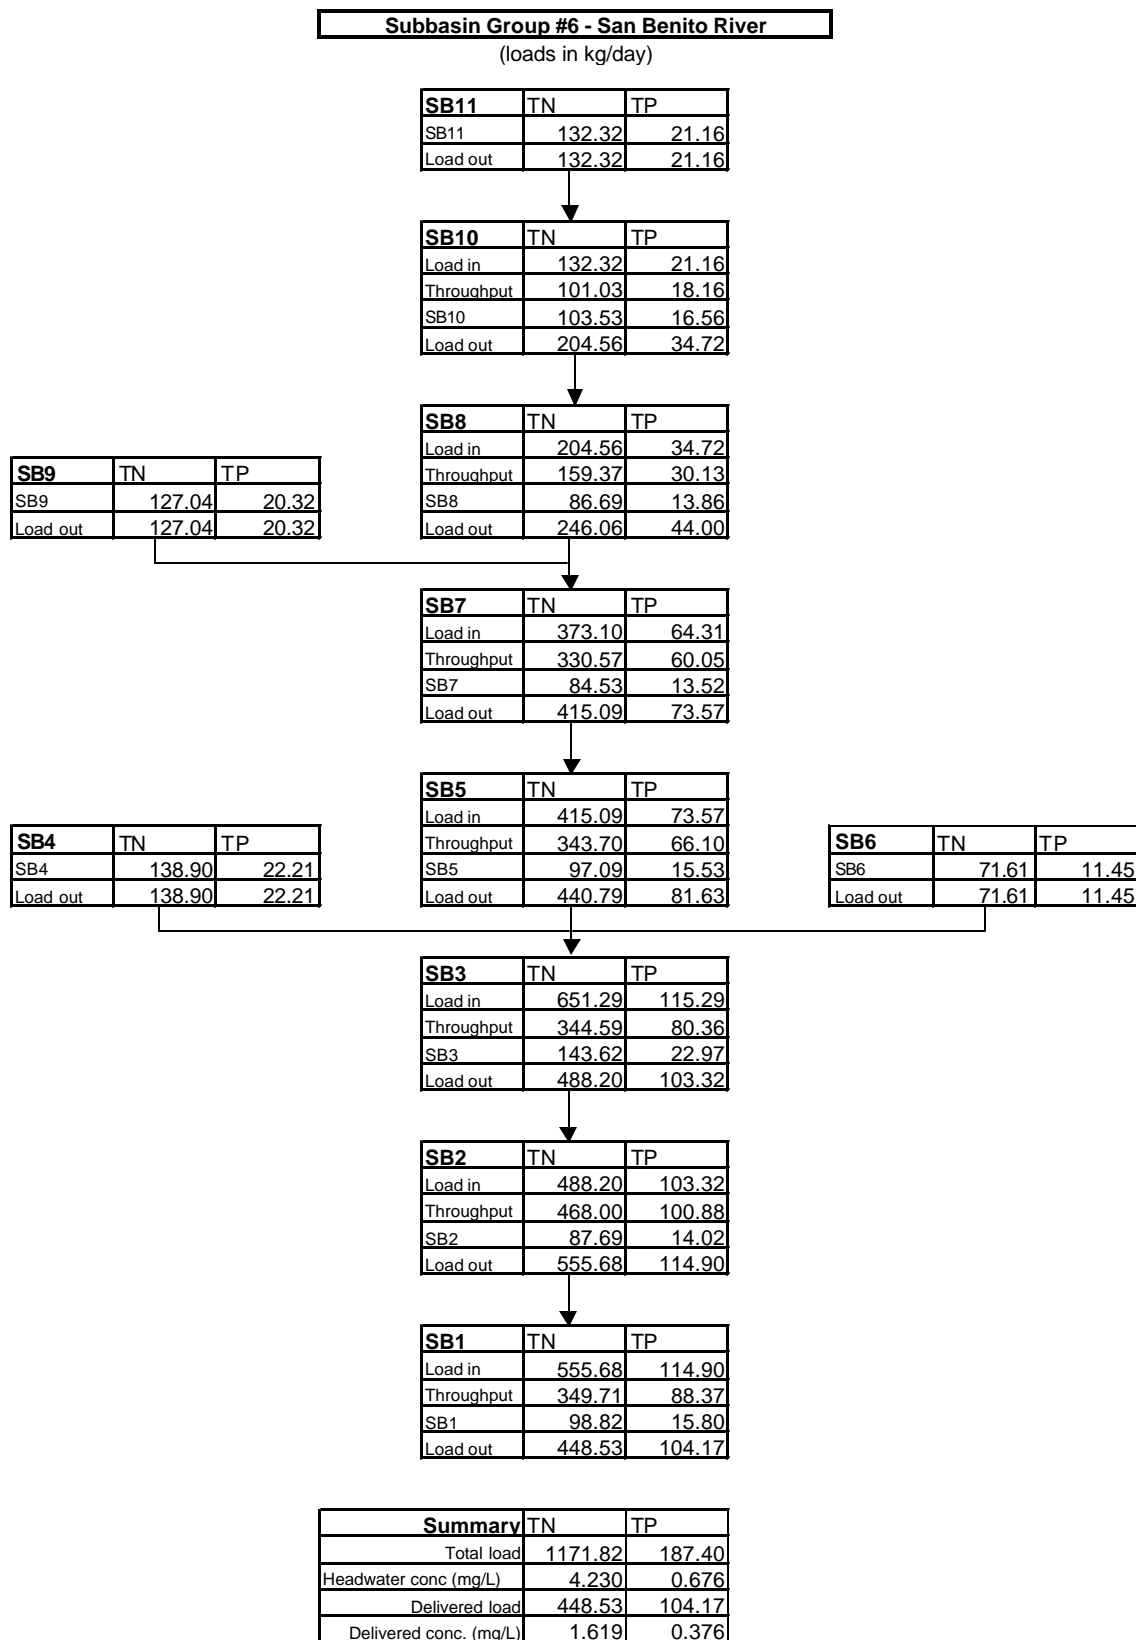 Subbasin Group #6 - San Benito River
(loads in kg/day)
SB11 TN TP
SB11 132.32 21.16
Load out 132.32 21.16
SB10 TN TP
Load in 132.32 21.16
Throughput 101.03 18.16
SB10 103.53 16.56
Load out 204.56 34.72
SB8 TN TP
Load in 204.56 34.72
Throughput 159.37 30.13
SB8 86.69 13.86
Load out 246.06 44.00
SB9 TN TP
SB9 127.04 20.32
Load out 127.04 20.32
SB7 TN TP
Load in 373.10 64.31
Throughput 330.57 60.05
SB7 84.53 13.52
Load out 415.09 73.57
SB5 TN TP
Load in 415.09 73.57
Throughput 343.70 66.10
SB5 97.09 15.53
Load out 440.79 81.63
SB4 TN TP
SB4 138.90 22.21
Load out 138.90 22.21
SB6 TN TP
SB6 71.61 11.45
Load out 71.61 11.45
SB3 TN TP
Load in 651.29 115.29
Throughput 344.59 80.36
SB3 143.62 22.97
Load out 488.20 103.32
SB2 TN TP
Load in 488.20 103.32
Throughput 468.00 100.88
SB2 87.69 14.02
Load out 555.68 114.90
SB1 TN TP
Load in 555.68 114.90
Throughput 349.71 88.37
SB1 98.82 15.80
Load out 448.53 104.17
Summary TN TP
Total load 1171.82 187.40
Headwater conc (mg/L) 4.230 0.676
Delivered load 448.53 104.17
Delivered conc. (mg/L) 1.619 0.376